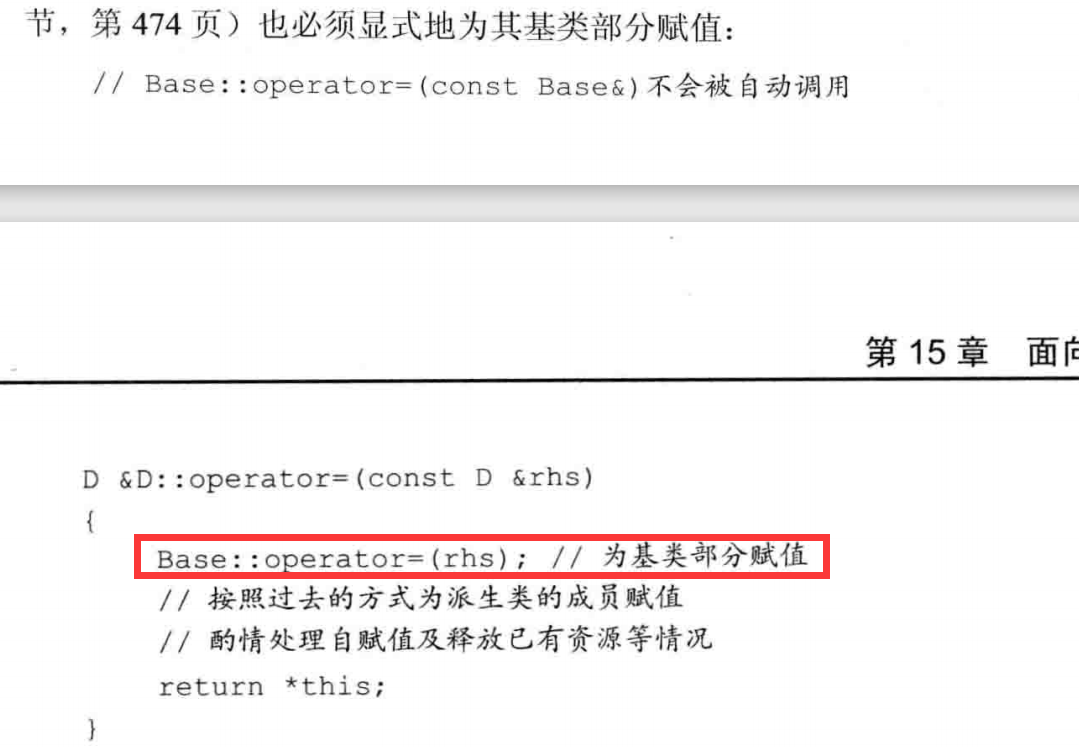 节，第 474 页）也必须显式地为其基类部分赋值：
// Base::operator=(const Base&)不会被自动调用
第 15 章 面向
D &D::operator=(const D &rhs)
{
Base::operator=(rhs); // 为基类部分赋值
// 按照过去的方式为派生类的成员赋值
// 酌情处理自赋值及释放已有资源等情况
return *this;
}